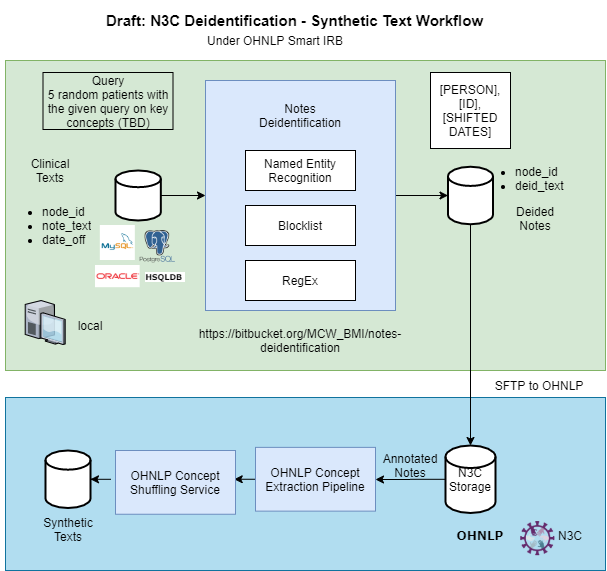 Draft: N3C Deidentification - Synthetic Text Workflow
Under OHNLP Smart IRB
Query
5 random patients with
the given query on key
concepts (TBD)
Notes
Deidentification
[PERSON],
[ID],
[SHIFTED
DATES]
Clinical
Texts
Named Entity
Recognition
node_id
deid_text
node_id
note_text
date_off
Blocklist
Deided
Notes
MySQL
PostgreSQL
ORACLE
HSQLDB
RegEx
local
https://bitbucket.org/MCW_BMI/notes-
deidentification
SFTP to OHNLP
Annotated
Notes
N3C
Storage
OHNLP Concept
Extraction Pipeline
OHNLP Concept
Shuffling Service
Synthetic
Texts
OHNLP
N3C